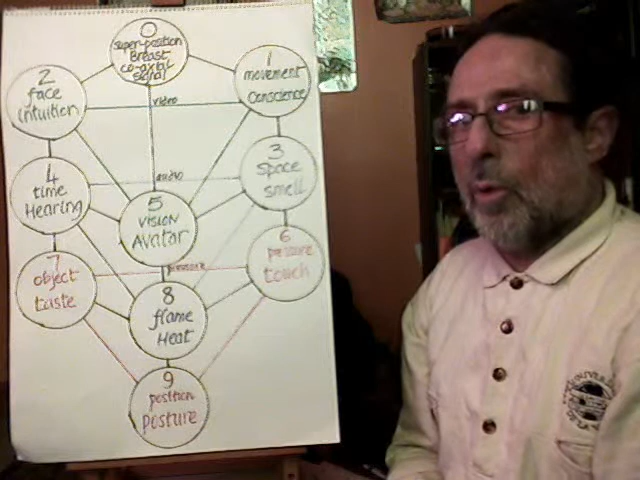 0
super-position
Breast
co-axial
signal
1
movement
Conscience
2
face
intuition
video
3
space
smell
4
time
Hearing
audio
5
VISION
AVATAR
6
pressure
touch
7
object
taste
pressure
8
flame
Heat
9
position
posture